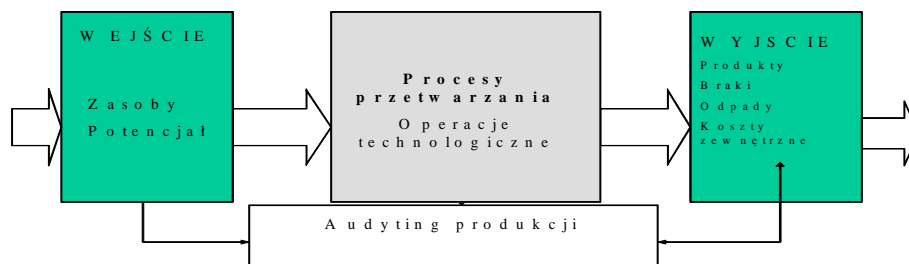 WEJŚCIE
Zasoby
Potencjał
Procesy
przetwarzania
Operacje
technologiczne
WYJSCIE
Produkty
Braki
Odpady
Koszty
zewnętrzne
Audyting produkcji